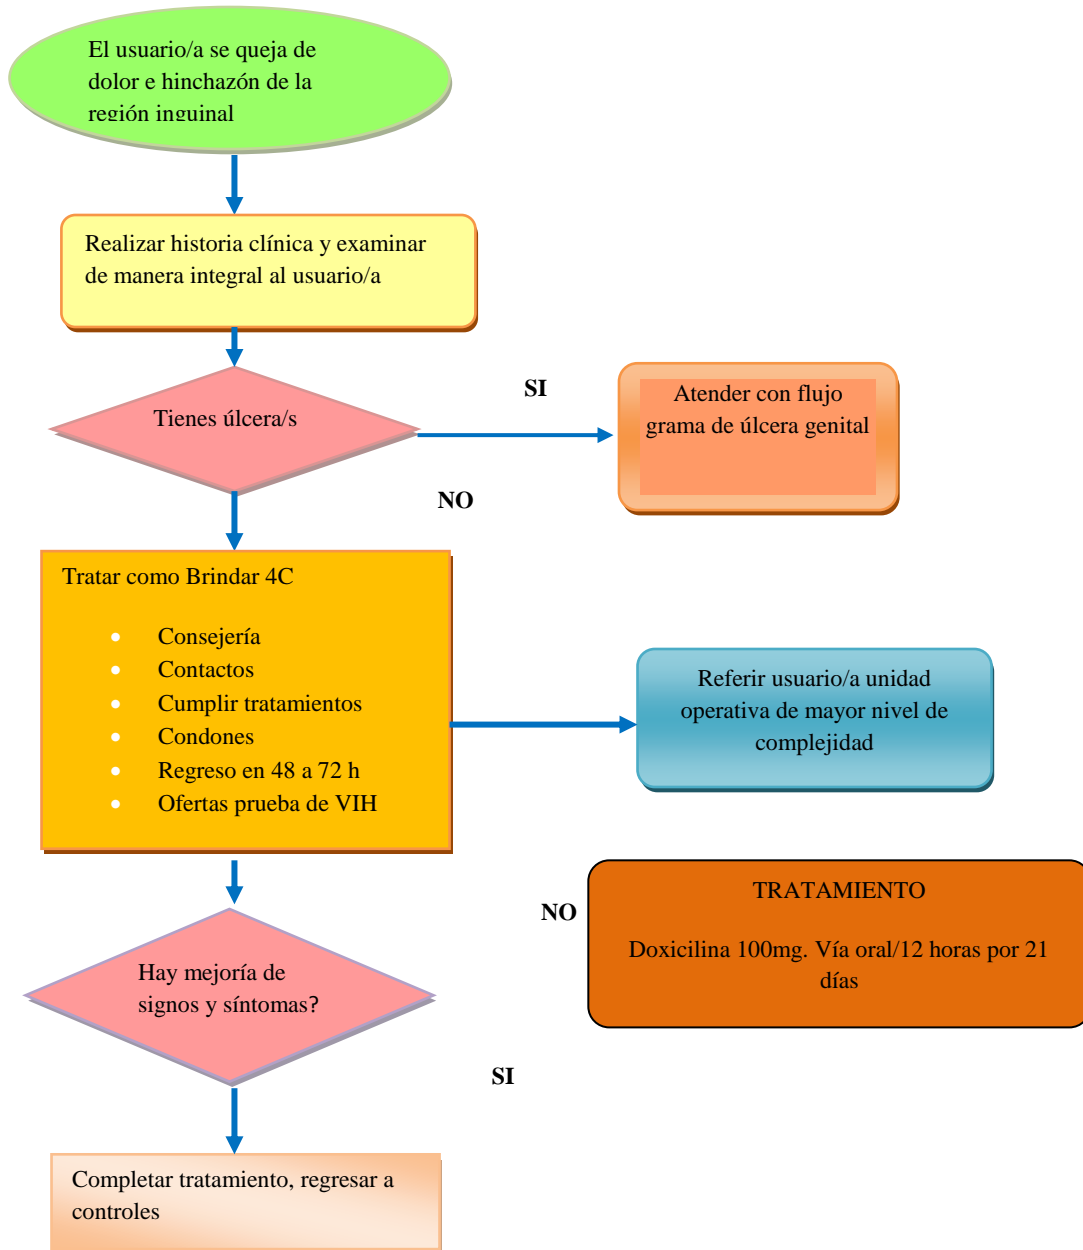 El usuario/a se queja de
dolor e hinchazón de la
región inguinal
Realizar historia clínica y examinar
de manera integral al usuario/a
Tienes úlcera/s
SI
Atender con flujo
grama de úlcera genital
NO
Tratar como Brindar 4C
• Consejería
• Contactos
• Cumplir tratamientos
• Condones
• Regreso en 48 a 72 h
• Ofertas prueba de VIH
Referir usuario/a unidad
operativa de mayor nivel de
complejidad
NO
TRATAMIENTO
Doxicilina 100mg. Vía oral/12 horas por 21
días
Hay mejoría de
signos y síntomas?
SI
Completar tratamiento, regresar a
controles